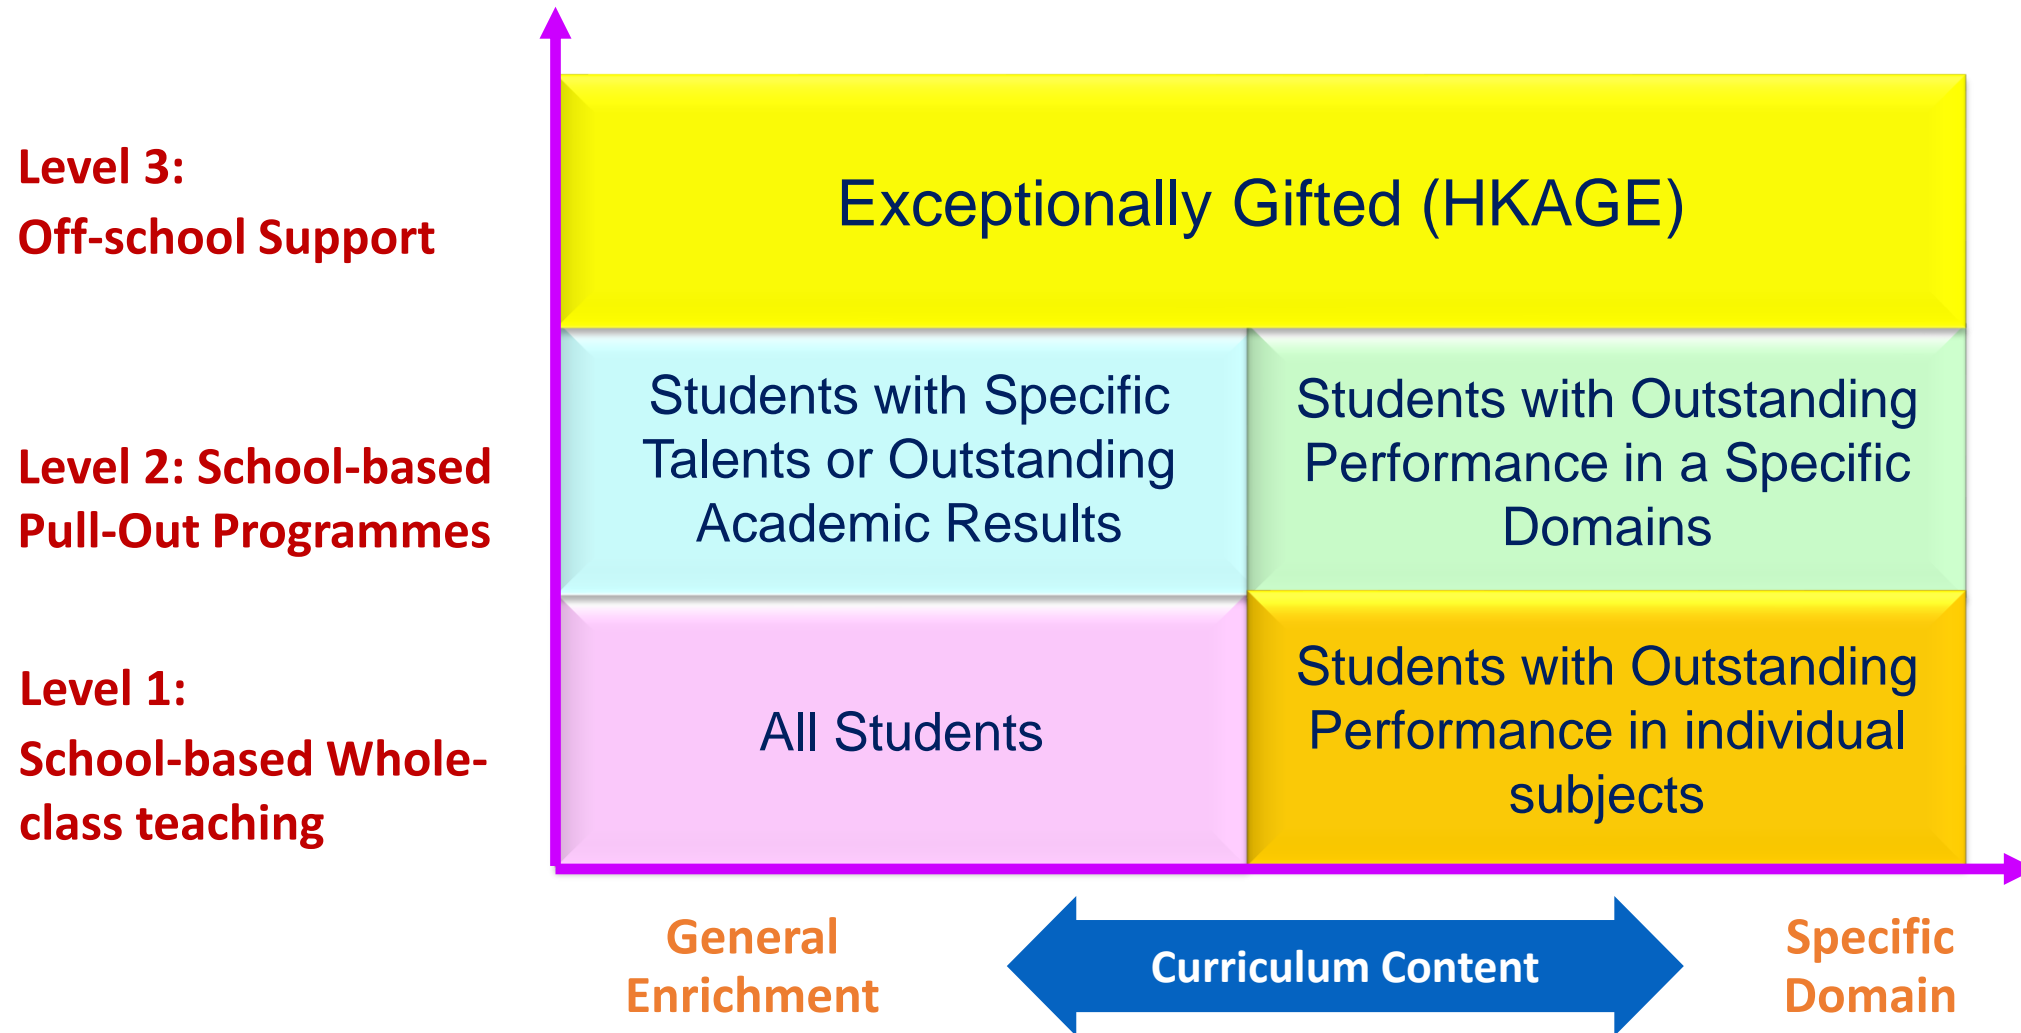 Level 3:
Off-school Support
Exceptionally Gifted (HKAGE)
Level 2: School-based
Pull-Out Programmes
Students with Specific
Talents or Outstanding
Academic Results
Students with Outstanding
Performance in a Specific
Domains
Level 1:
School-based Whole-
class teaching
All Students
Students with Outstanding
Performance in individual
subjects
General
Enrichment
Curriculum Content
Specific
Domain